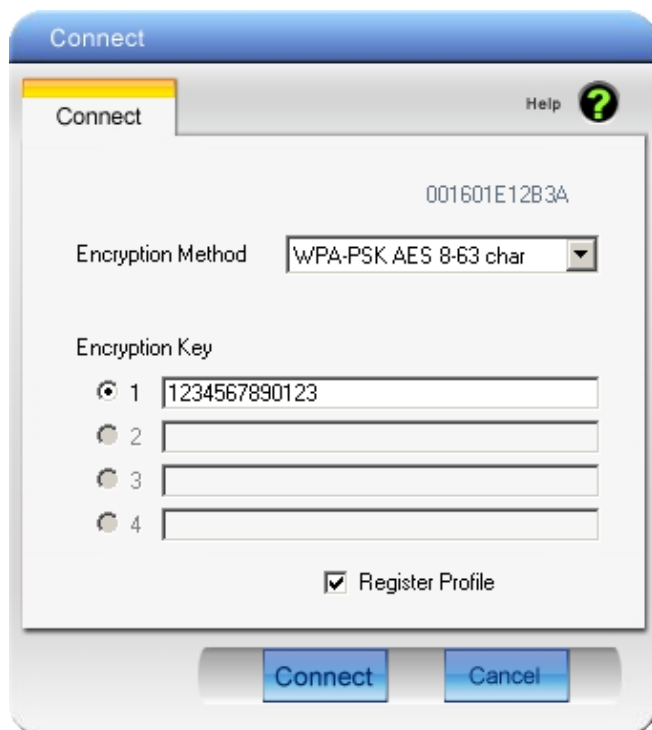 Connect
Connect
Help ?
001601E12B3A
Encryption Method WPA-PSK AES 8-63 char
Encryption Key
1 1234567890123
2
3
4
Register Profile
Connect Cancel